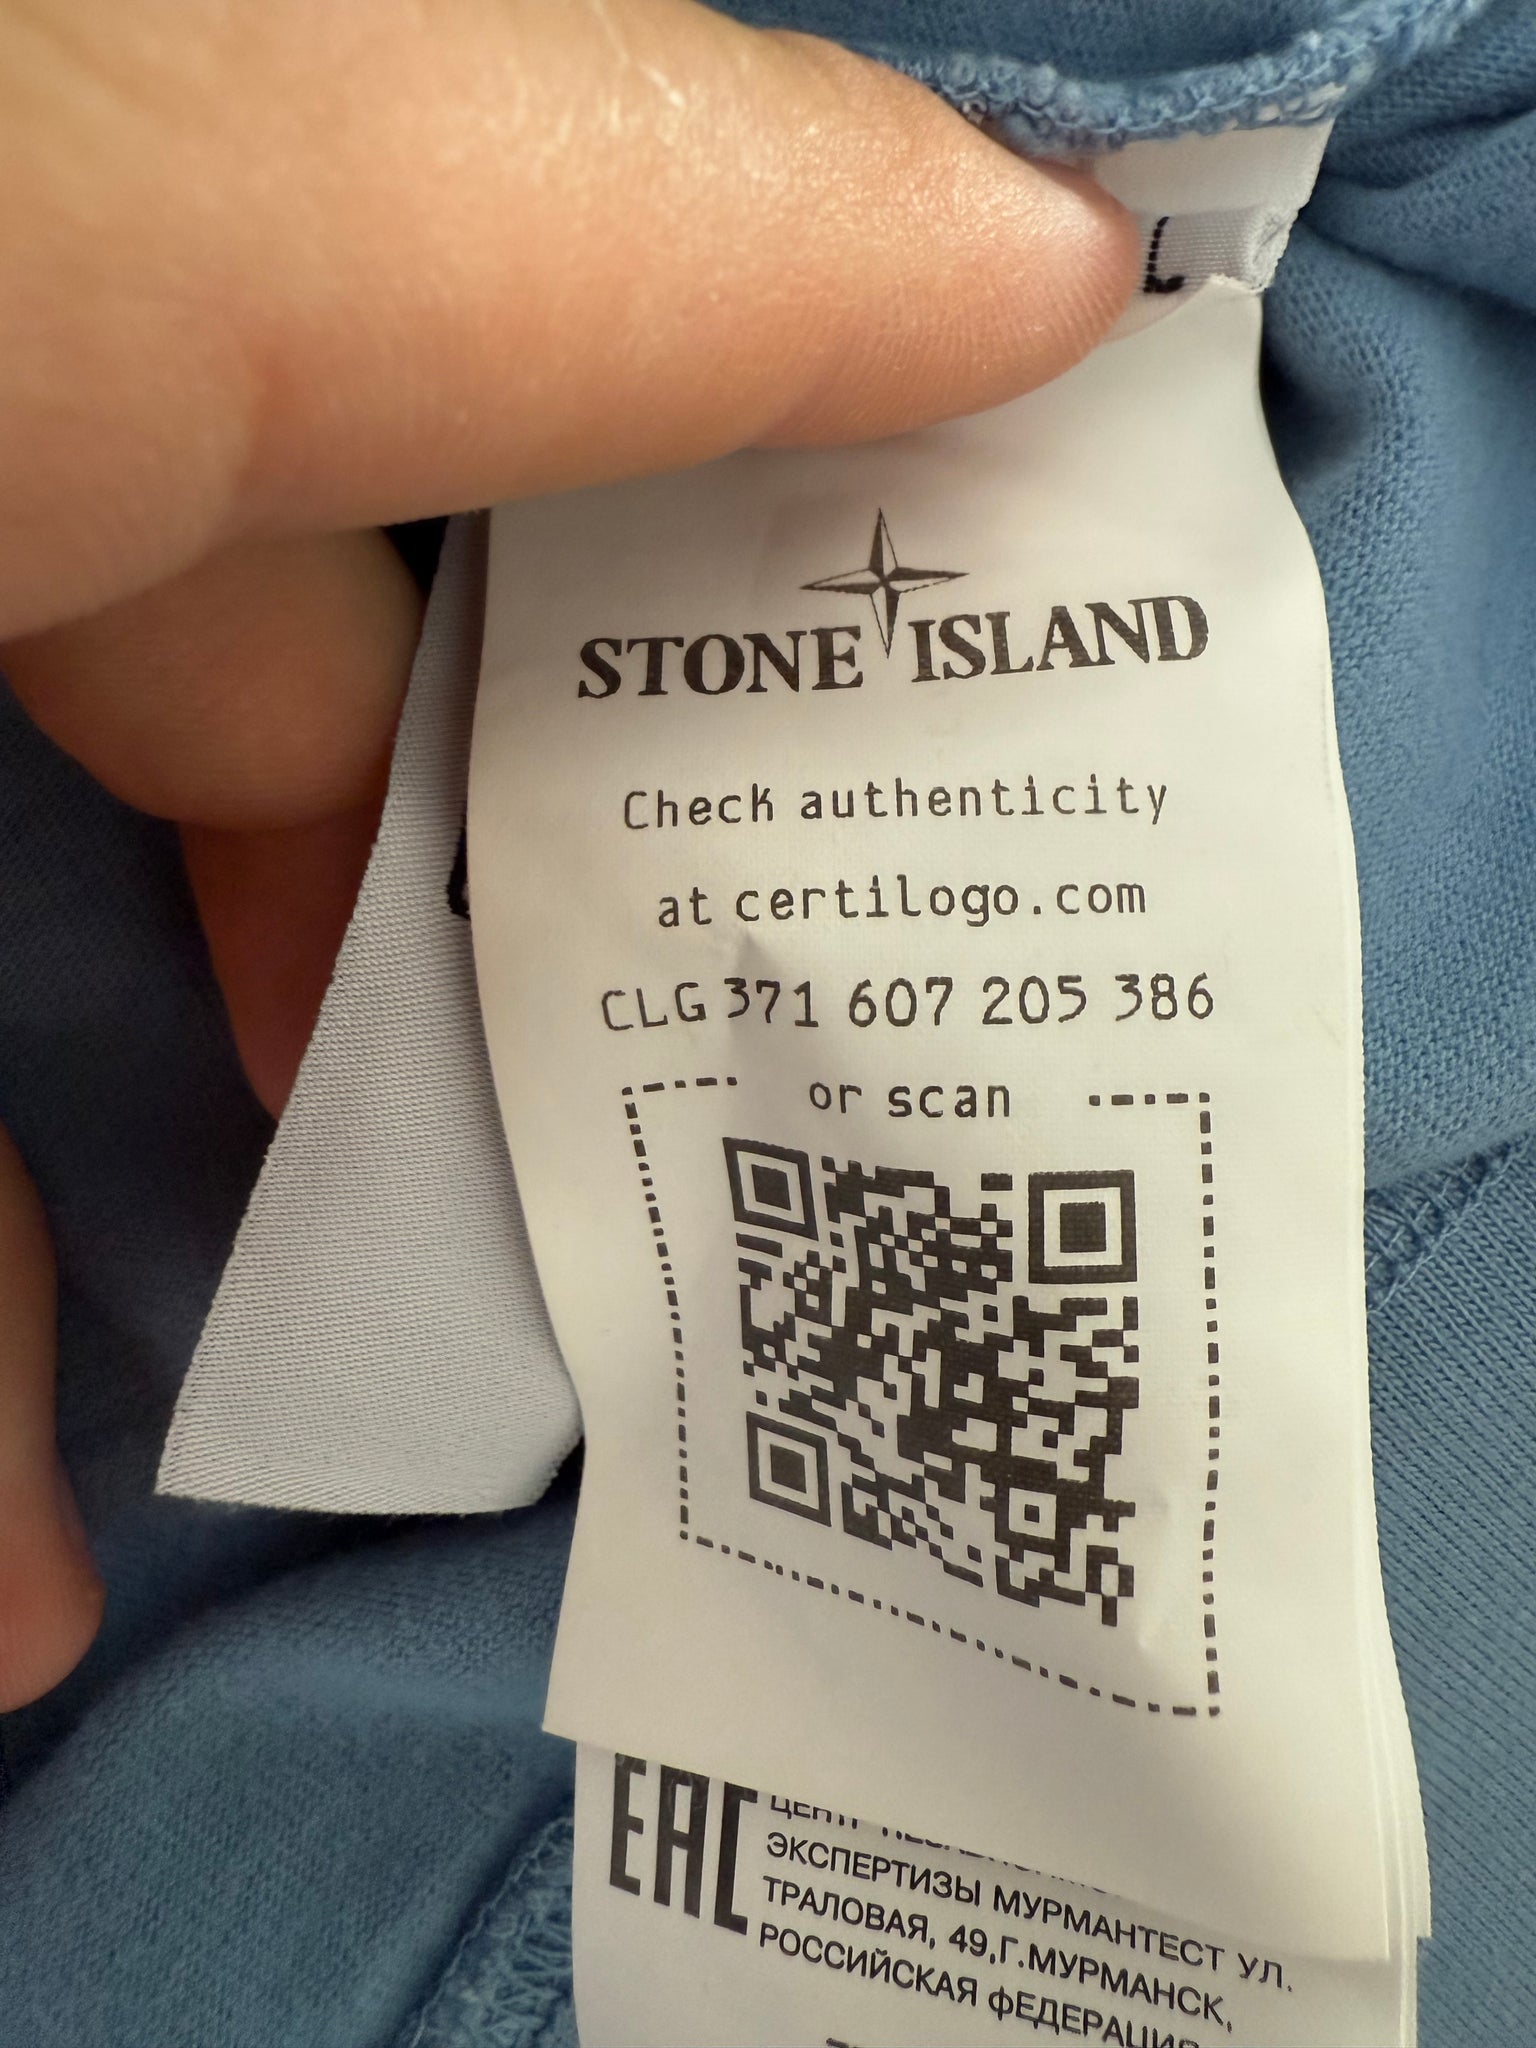 L
STONE ISLAND
Check authenticity
at certilogo.com
CLG 371 607 205 386
or scan
EAC
ЭКСПЕРТИЗЫ МУРМАНТЕСТ УЛ.
ТРАЛОВАЯ, 49,Г.МУРМАНСК,
РОССИЙСКАЯ ФЕДЕРАЦИЯ